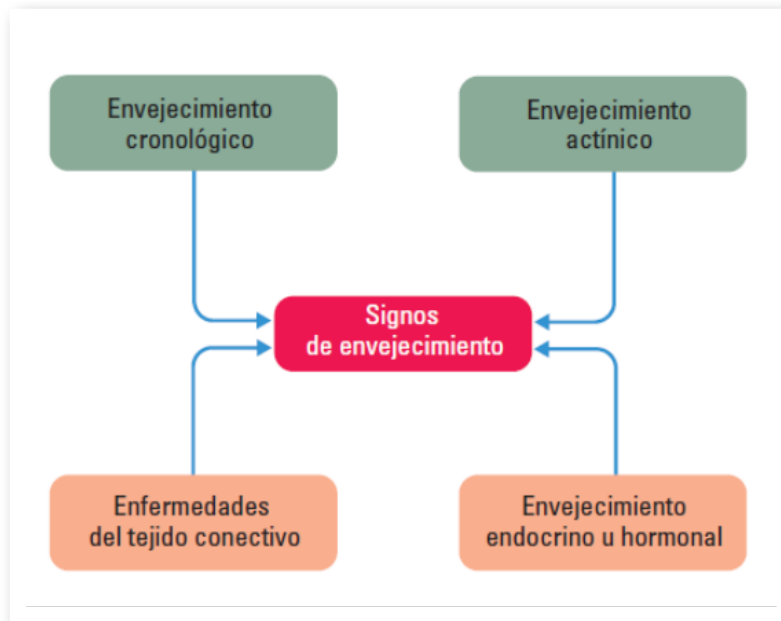 Envejecimiento
cronológico
Envejecimiento
actínico
Signos
de envejecimiento
Enfermedades
del tejido conectivo
Envejecimiento
endocrino u hormonal